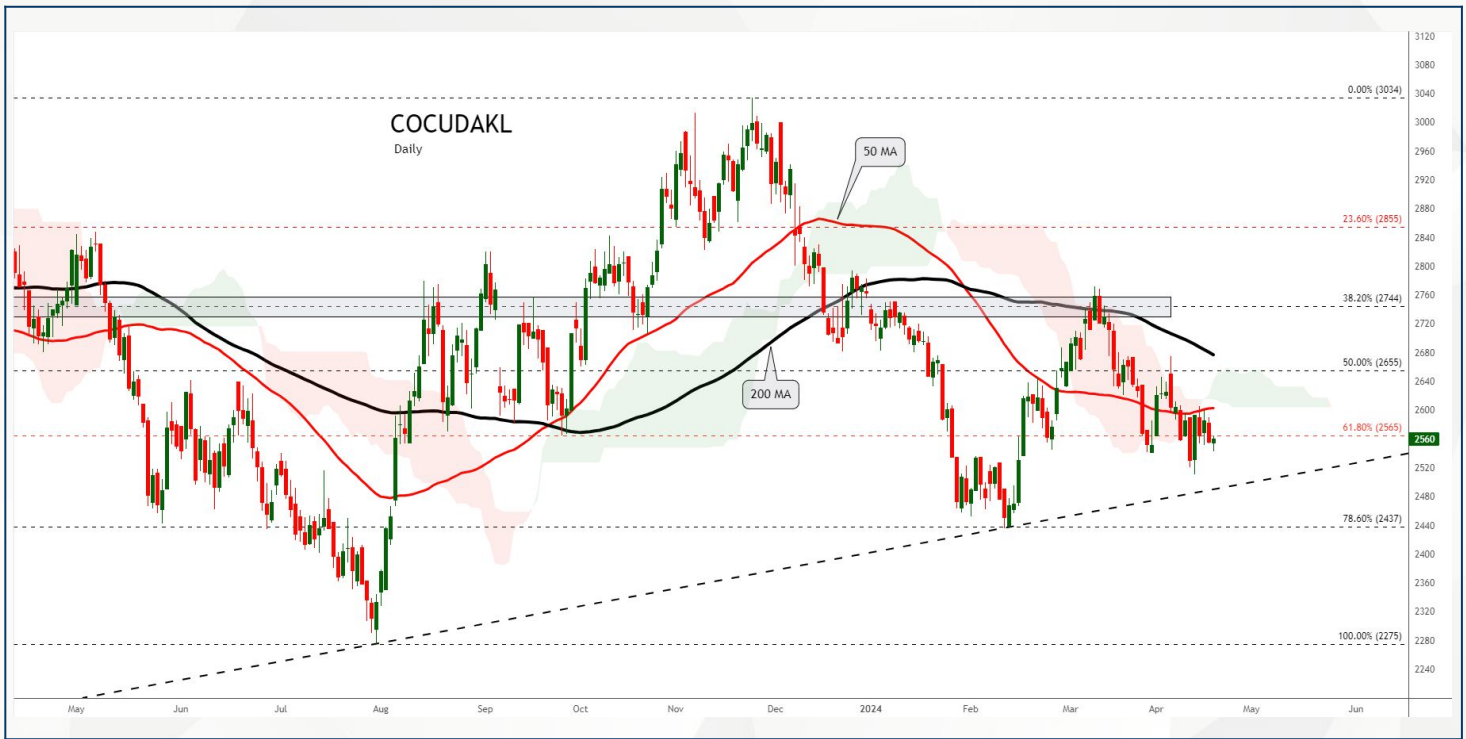 COCUDAKL
Daily
50 MA
200 MA
0.00% (3034)
23.60% (2855)
38.20% (2744)
50.00% (2655)
61.80% (2565)
78.60% (2437)
100.00% (2275)
3120
3080
3040
3000
2960
2920
2880
2840
2800
2760
2720
2680
2640
2600
2560
2520
2480
2440
2400
2360
2320
2280
2240
May
Jun
Jul
Aug
Sep
Oct
Nov
Dec
2024
Feb
Mar
Apr
May
Jun